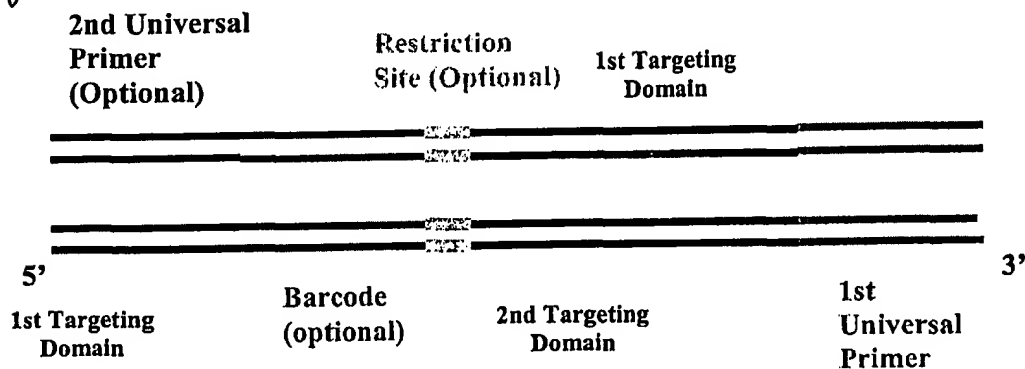 2nd Universal
Primer
(Optional)
Restriction
Site (Optional)
1st Targeting
Domain
5'
3'
1st Targeting
Domain
Barcode
(optional)
2nd Targeting
Domain
1st
Universal
Primer